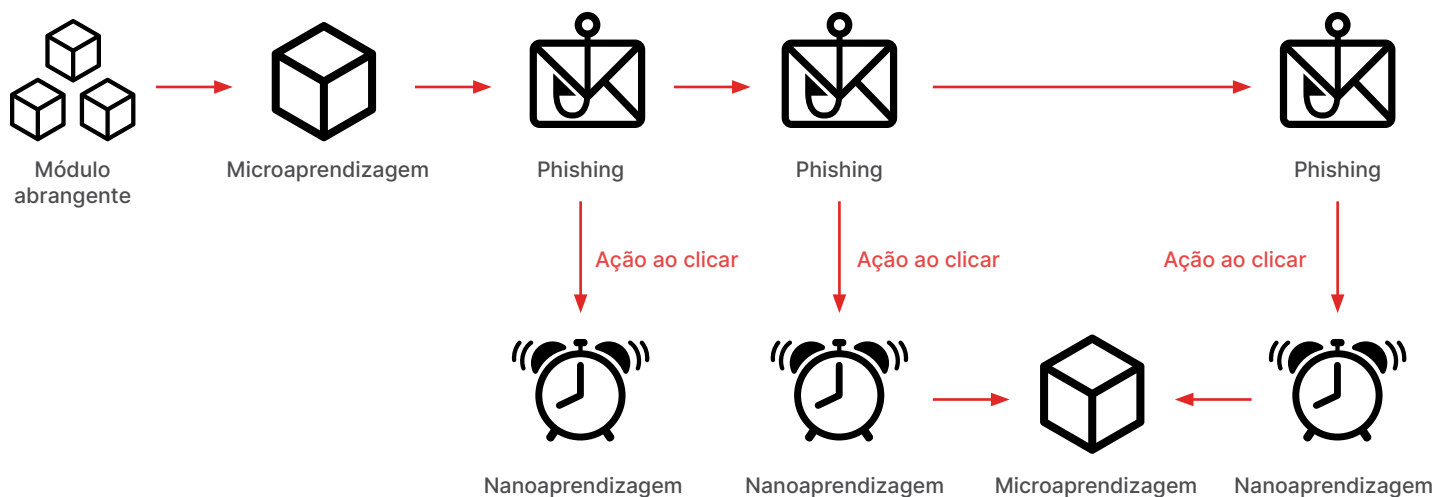 Módulo
abrangente
Microaprendizagem
Phishing
Phishing
Phishing
Ação ao clicar
Ação ao clicar
Ação ao clicar
Nanoaprendizagem
Nanoaprendizagem
Microaprendizagem
Nanoaprendizagem